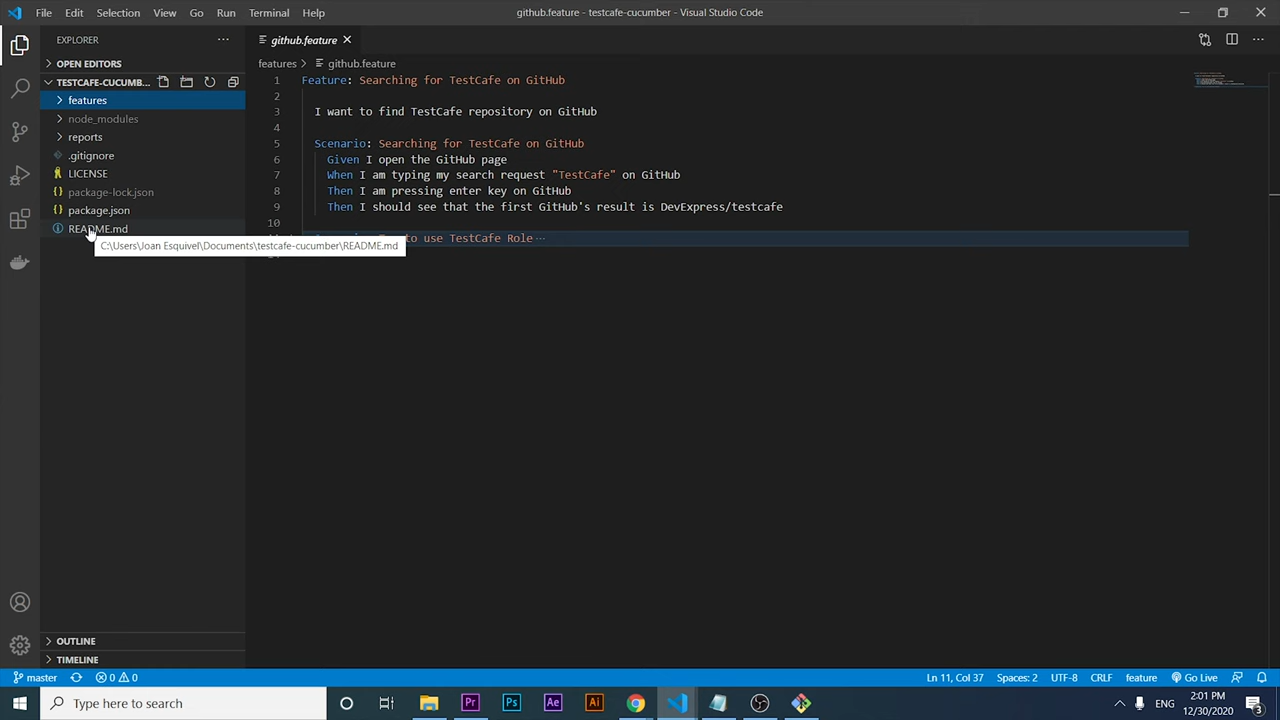 File Edit Selection View Go Run Terminal Help
github.feature - testcafe-cucumber - Visual Studio Code
EXPLORER
OPEN EDITORS
TESTCAFE-CUCUMB...
features
node_modules
reports
.gitignore
LICENSE
package-lock.json
package.json
README.md
C:\Users\Joan Esquivel\Documents\testcafe-cucumber\README.md
OUTLINE
TIMELINE
github.feature
features > github.feature
1 Feature: Searching for TestCafe on GitHub
2
3 I want to find TestCafe repository on GitHub
4
5 Scenario: Searching for TestCafe on GitHub
6 Given I open the GitHub page
7 When I am typing my search request "TestCafe" on GitHub
8 Then I am pressing enter key on GitHub
9 Then I should see that the first GitHub's result is DevExpress/testcafe
10
to use TestCafe Role ...
master
0 0
Ln 11, Col 37 Spaces: 2 UTF-8 CRLF feature Go Live
Type here to search
Pr Ps Ae Ai
ENG
2:01 PM
12/30/2020
3